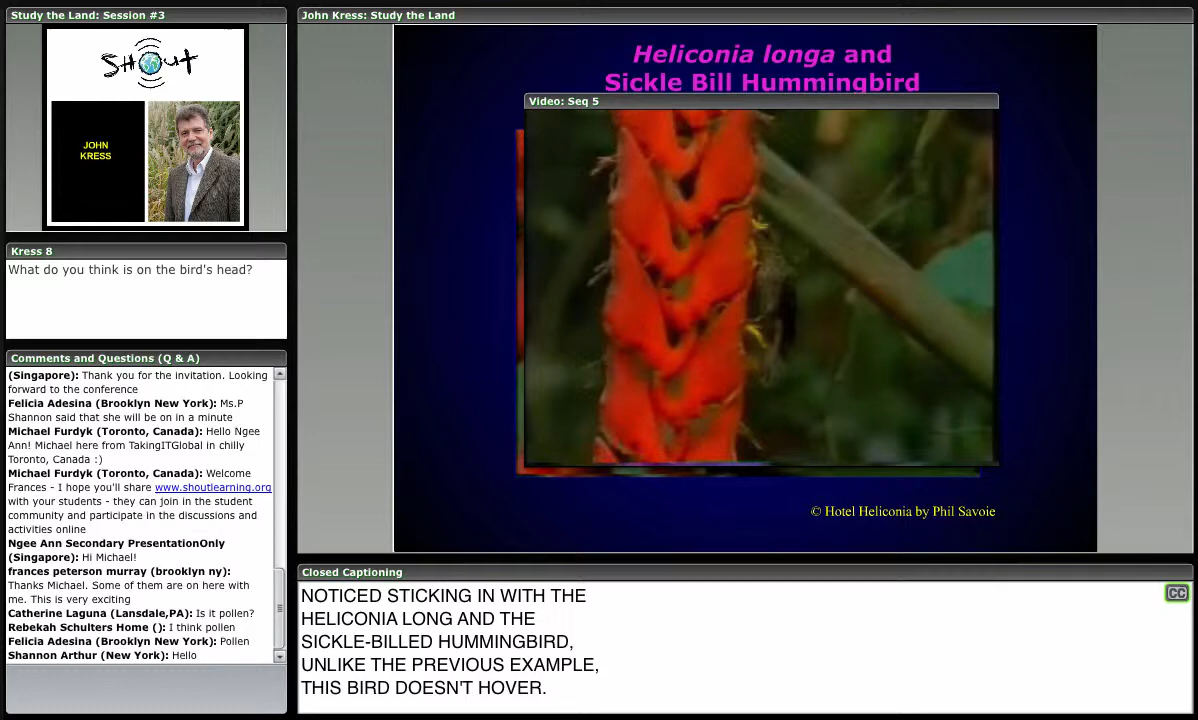 Study the Land: Session #3
SHOUT
JOHN
KRESS
Kress 8
What do you think is on the bird's head?
Comments and Questions (Q & A)
(Singapore): Thank you for the invitation. Looking
forward to the conference
Felicia Adesina (Brooklyn New York): Ms.P
Shannon said that she will be on in a minute
Michael Furdyk (Toronto, Canada): Hello Ngee
Ann! Michael here from TakingITGlobal in chilly
Toronto, Canada :)
Michael Furdyk (Toronto, Canada): Welcome
Frances - I hope you'll share www.shoutlearning.org
with your students - they can join in the student
community and participate in the discussions and
activities online
Ngee Ann Secondary PresentationOnly
(Singapore): Hi Michael!
frances peterson murray (brooklyn ny):
Thanks Michael. Some of them are on here with
me. This is very exciting
Catherine Laguna (Lansdale,PA): Is it pollen?
Rebekah Schulters Home (): I think pollen
Felicia Adesina (Brooklyn New York): Pollen
Shannon Arthur (New York): Hello
John Kress: Study the Land
Heliconia longa and
Sickle Bill Hummingbird
Video: Seq 5
© Hotel Heliconia by Phil Savoie
Closed Captioning
CC
NOTICED STICKING IN WITH THE
HELICONIA LONG AND THE
SICKLE-BILLED HUMMINGBIRD,
UNLIKE THE PREVIOUS EXAMPLE,
THIS BIRD DOESN'T HOVER.